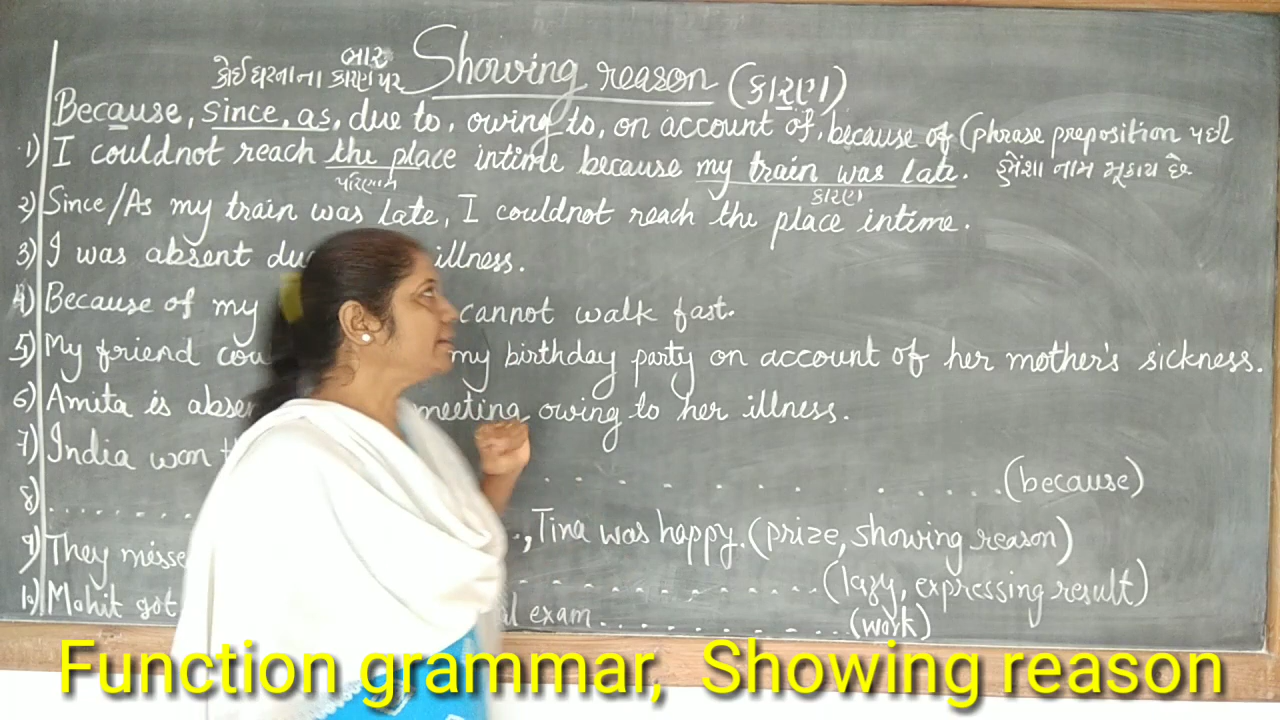 ભાર
કોઈ ઘટનાના કારણ પર Showing reason (કારણ)
Because, since, as, due to, owing to, on account of, because of (phrase preposition પછી
1) I couldnot reach the place intime because my train was late. હંમેશા નામ મૂકાય છે
પરિણામ કારણ
2) Since/As my train was late, I couldnot reach the place intime.
3) I was absent du illness.
4) Because of my cannot walk fast.
5) My friend cou my birthday party on account of her mother's sickness.
6) Amita is abse meeting owing to her illness.
7) India won t .......... (because)
8) .......... , Tina was happy. (prize, showing reason)
9) They misse .......... (lazy, expressing result)
10) Mohit got l exam .......... (work)
Function grammar, Showing reason